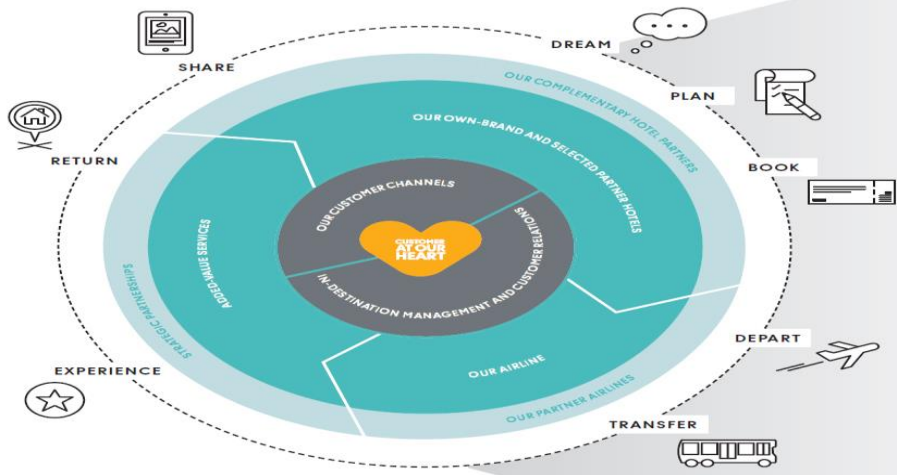 DREAM
SHARE
PLAN
OUR COMPLEMENTARY HOTEL PARTNERS
OUR OWN-BRAND AND SELECTED PARTNER HOTELS
RETURN
BOOK
OUR CUSTOMER CHANNELS
CUSTOMER
AT OUR
HEART
IN-DESTINATION MANAGEMENT AND CUSTOMER RELATIONS
ADDED-VALUE SERVICES
STRATEGIC PARTNERSHIPS
DEPART
OUR AIRLINE
EXPERIENCE
OUR PARTNER AIRLINES
TRANSFER